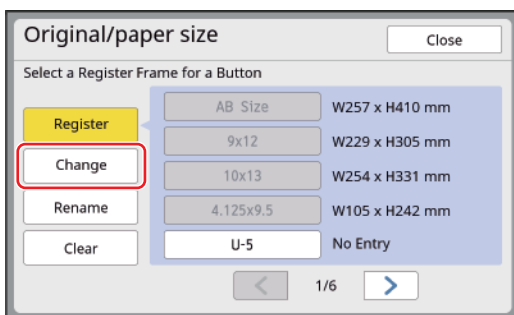 Original/paper size
Close
Select a Register Frame for a Button
Register
Change
Rename
Clear
AB Size W257 x H410 mm
9x12 W229 x H305 mm
10x13 W254 x H331 mm
4.125x9.5 W105 x H242 mm
U-5 No Entry
< 1/6 >